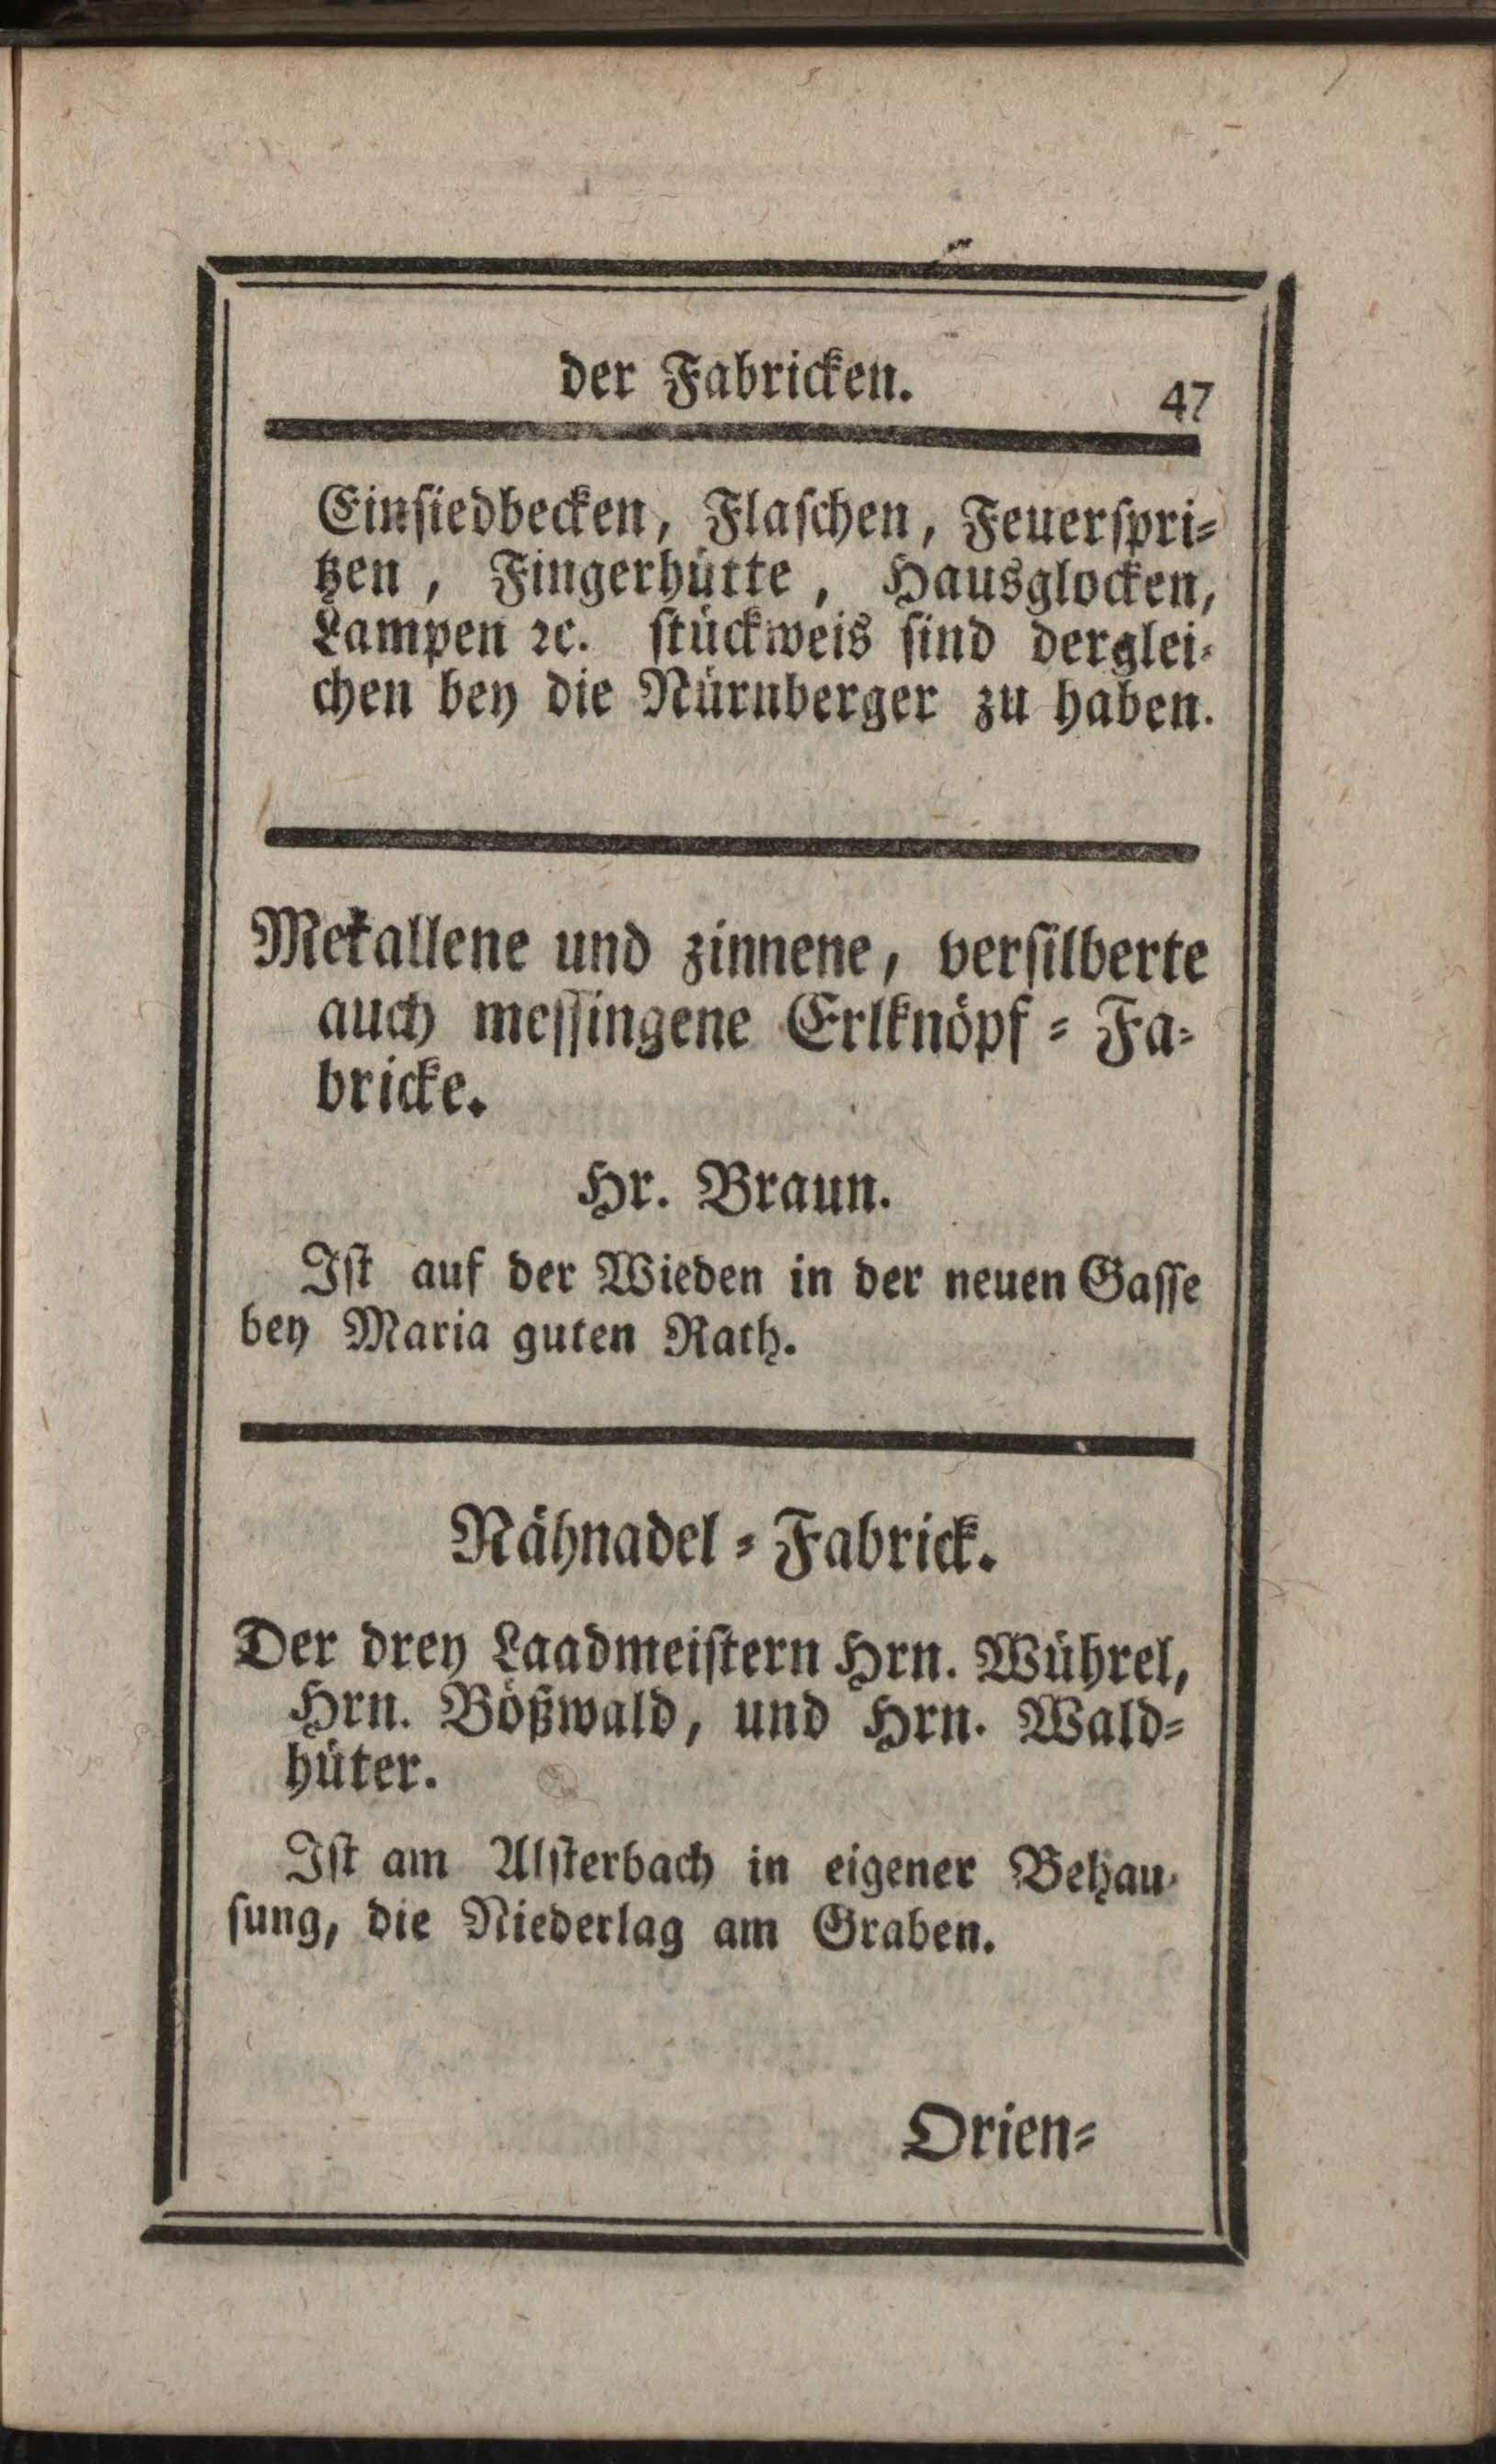 der Fabricken.
47
Einsiedbecken, Flaschen, Feuerspri-
tzen, Fingerhütte, Hausglocken,
Lampen ꝛc. stückweis sind derglei-
chen bey die Nürnberger zu haben.
Metallene und zinnene, versilberte
auch messingene Erlknöpf-Fa-
bricke.
Hr. Braun.
Ist auf der Wieden in der neuen Gasse
bey Maria guten Rath.
Nähnadel-Fabrick.
Der drey Laadmeistern Hrn. Wührel,
Hrn. Bößwald, und Hrn. Wald-
hüter.
Ist am Alsterbach in eigener Behau-
sung, die Niederlag am Graben.
Orien-